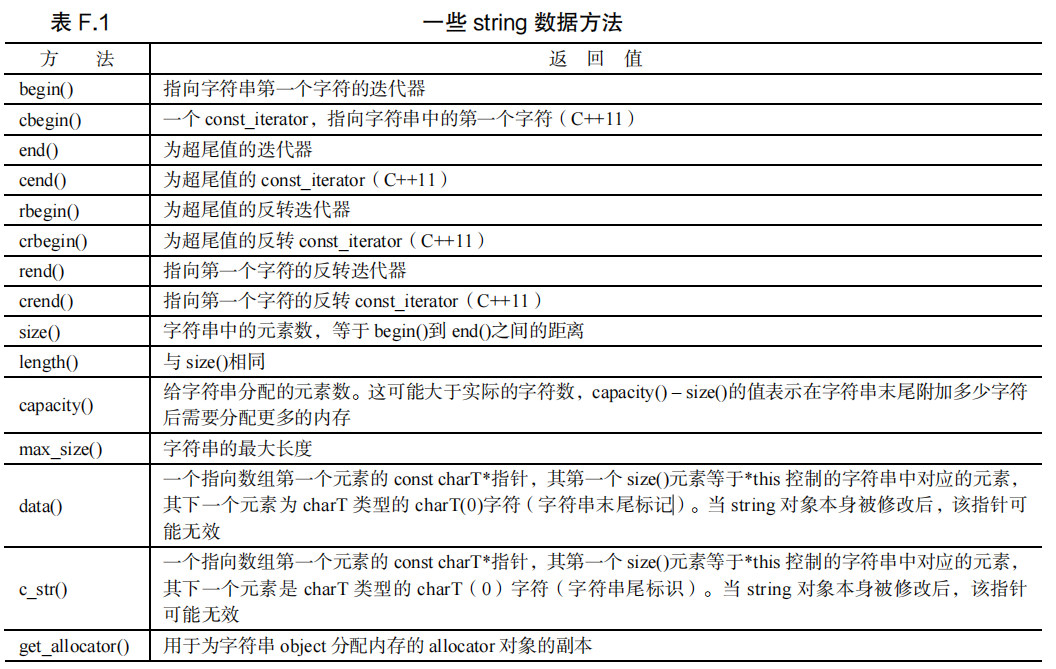 表 F.1 一些 string 数据方法
方 法 返 回 值
begin() 指向字符串第一个字符的迭代器
cbegin() 一个 const_iterator，指向字符串中的第一个字符（C++11）
end() 为超尾值的迭代器
cend() 为超尾值的 const_iterator（C++11）
rbegin() 为超尾值的反转迭代器
crbegin() 为超尾值的反转 const_iterator（C++11）
rend() 指向第一个字符的反转迭代器
crend() 指向第一个字符的反转 const_iterator（C++11）
size() 字符串中的元素数，等于 begin()到 end()之间的距离
length() 与 size()相同
capacity() 给字符串分配的元素数。这可能大于实际的字符数，capacity() – size()的值表示在字符串末尾附加多少字符
后需要分配更多的内存
max_size() 字符串的最大长度
data() 一个指向数组第一个元素的 const charT*指针，其第一个 size()元素等于*this 控制的字符串中对应的元素，
其下一个元素为 charT 类型的 charT(0)字符（字符串末尾标记）。当 string 对象本身被修改后，该指针可
能无效
c_str() 一个指向数组第一个元素的 const charT*指针，其第一个 size()元素等于*this 控制的字符串中对应的元素，
其下一个元素是 charT 类型的 charT（0）字符（字符串尾标识）。当 string 对象本身被修改后，该指针
可能无效
get_allocator() 用于为字符串 object 分配内存的 allocator 对象的副本